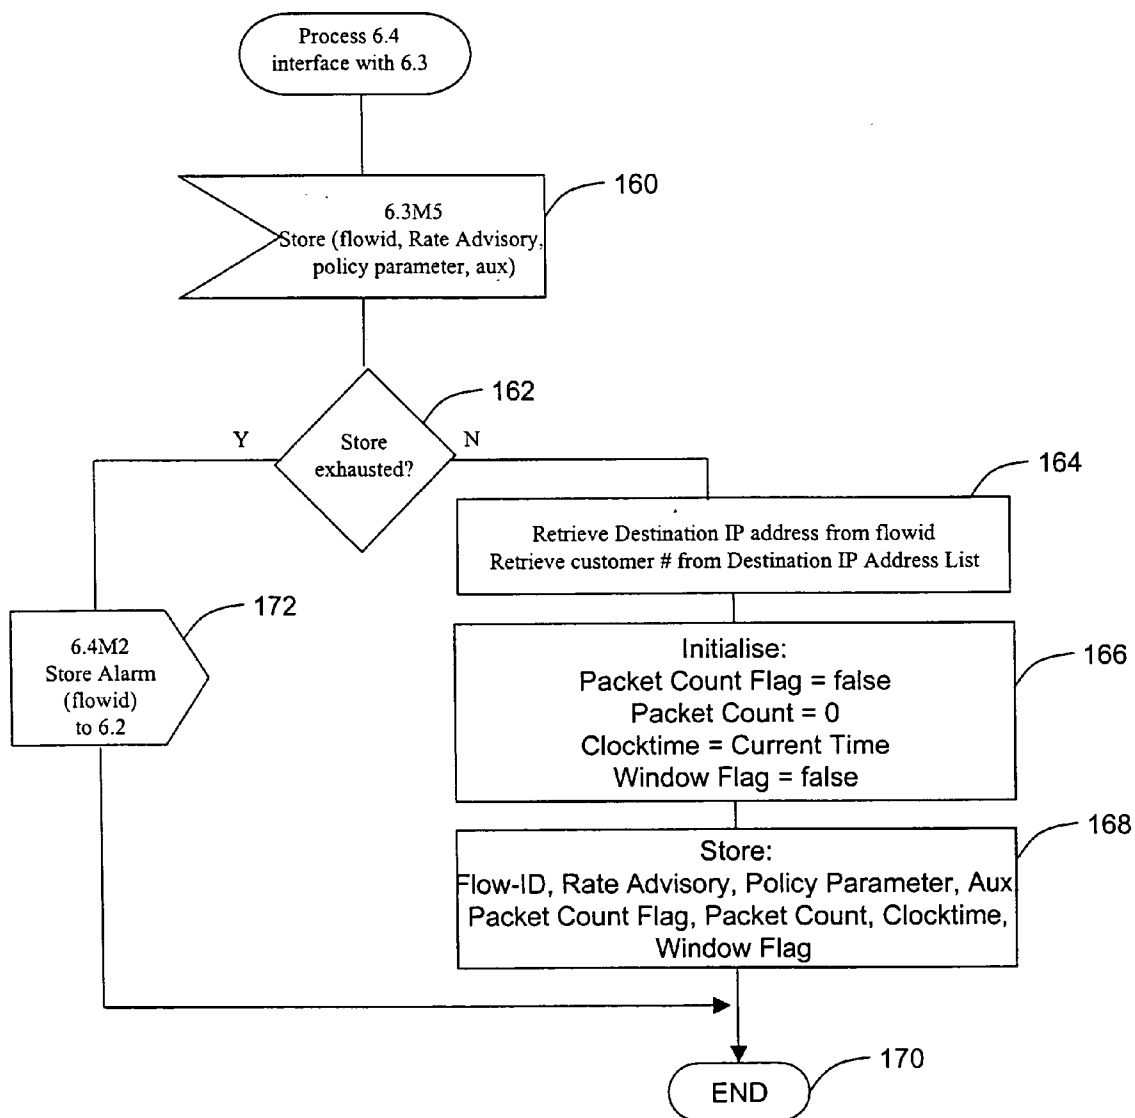 Process 6.4
interface with 6.3
160
6.3M5
Store (flowid, Rate Advisory,
policy parameter, aux)
162
Y
N
Store
exhausted?
164
Retrieve Destination IP address from flowid
Retrieve customer # from Destination IP Address List
172
6.4M2
Store Alarm
(flowid)
to 6.2
166
Initialise:
Packet Count Flag = false
Packet Count = 0
Clocktime = Current Time
Window Flag = false
168
Store:
Flow-ID, Rate Advisory, Policy Parameter, Aux
Packet Count Flag, Packet Count, Clocktime,
Window Flag
170
END